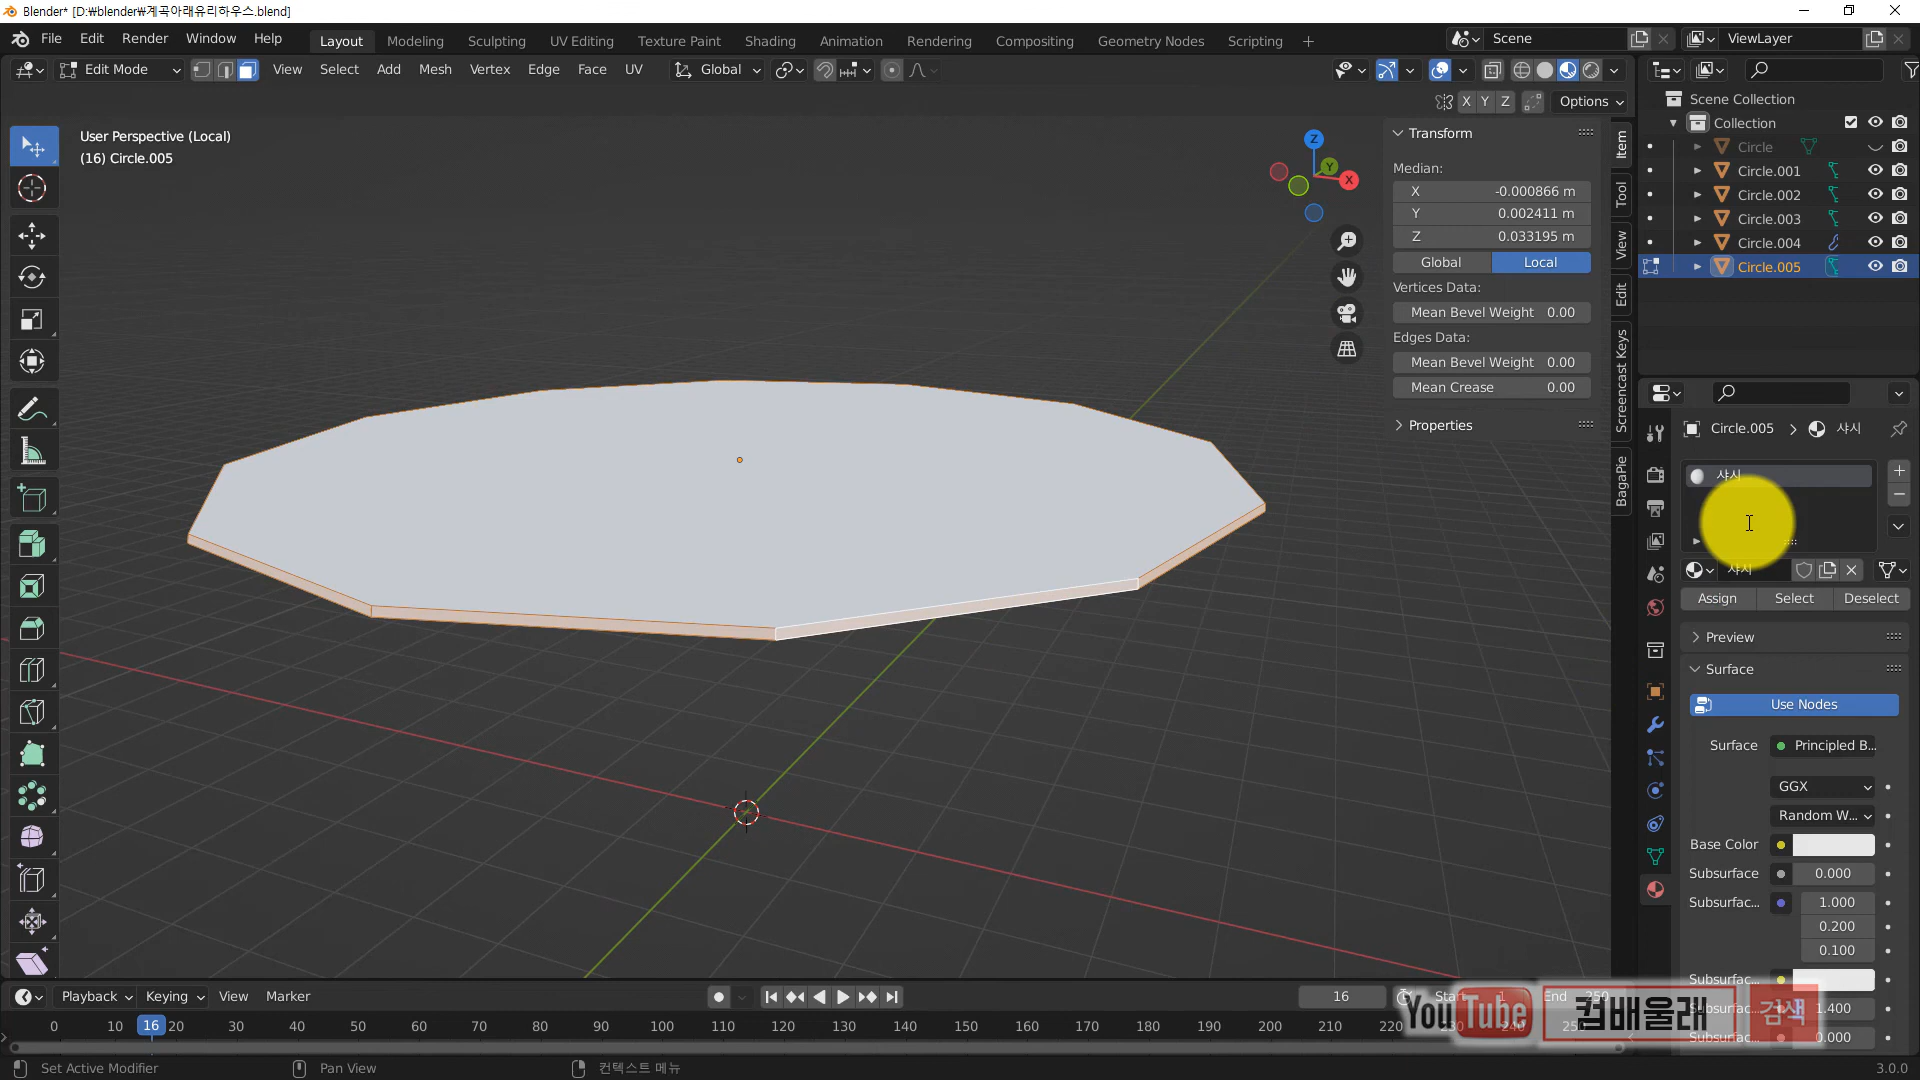 Blender* [D:₩blender₩계곡아래유리하우스.blend]
File Edit Render Window Help
Layout Modeling Sculpting UV Editing Texture Paint Shading Animation Rendering Compositing Geometry Nodes Scripting +
Scene ViewLayer
Edit Mode View Select Add Mesh Vertex Edge Face UV Global
X Y Z Options
User Perspective (Local)
(16) Circle.005
Z Y X
Transform
Median:
X -0.000866 m
Y 0.002411 m
Z 0.033195 m
Global Local
Vertices Data:
Mean Bevel Weight 0.00
Edges Data:
Mean Bevel Weight 0.00
Mean Crease 0.00
Properties
Item
Tool
View
Edit
Screencast Keys
BagaPie
Scene Collection
Collection
Circle
Circle.001
Circle.002
Circle.003
Circle.004
Circle.005
Circle.005 > 샤시
샤시
샤시
Assign Select Deselect
Preview
Surface
Use Nodes
Surface Principled B...
GGX
Random W...
Base Color
Subsurface 0.000
Subsurfac... 1.000
0.200
0.100
Subsurfac...
Subsurfac... 1.400
Subsurfac... 0.000
Playback Keying View Marker
16 Start 1 End 250
0 10 16 20 30 40 50 60 70 80 90 100 110 120 130 140 150 160 170 180 190 200 210 220 230
YouTube 컴배울래 검색
Set Active Modifier Pan View 컨텍스트 메뉴 3.0.0